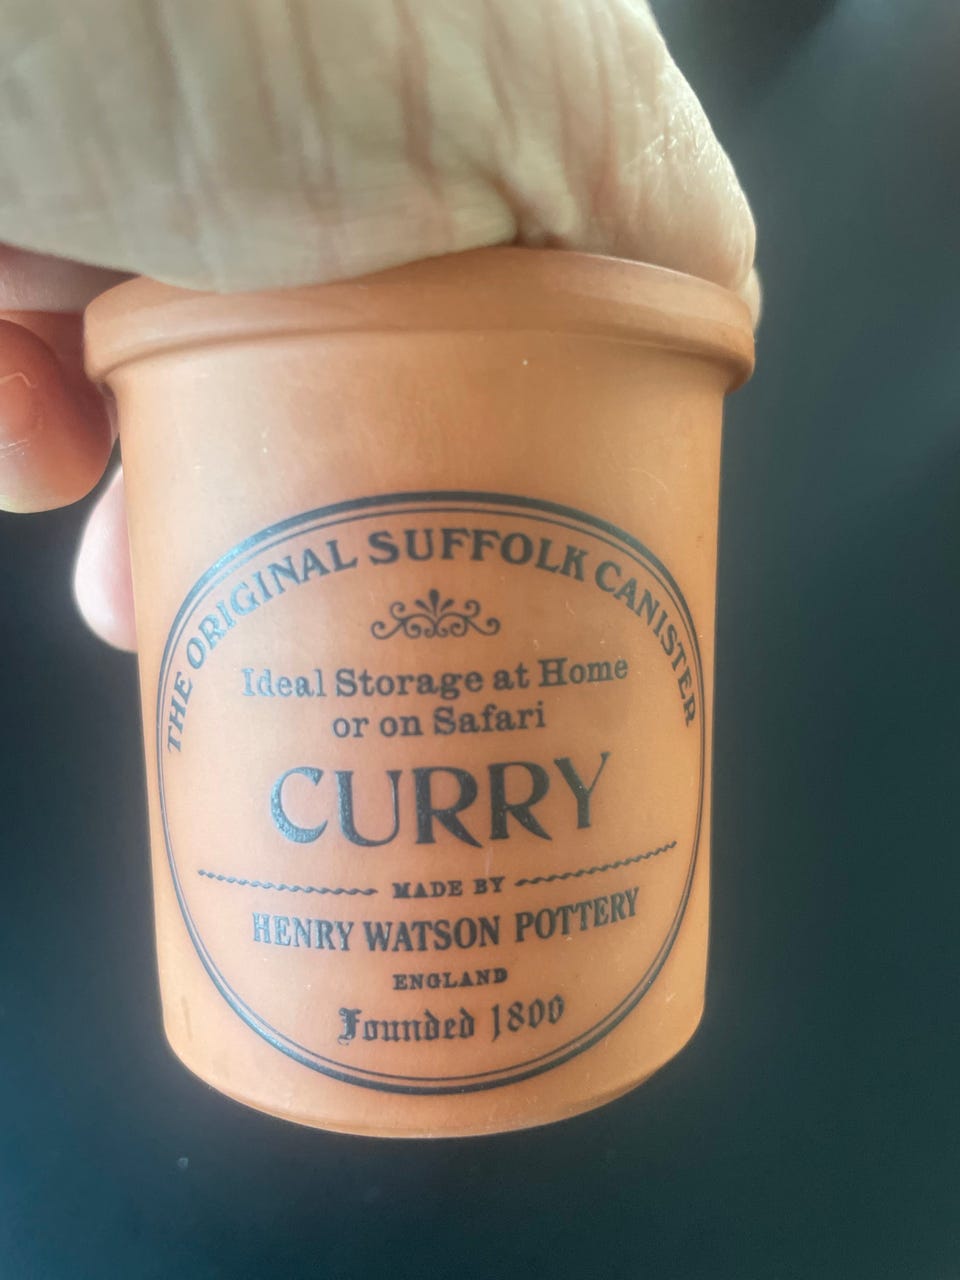 THE ORIGINAL SUFFOLK CANISTER
Ideal Storage at Home
or on Safari
CURRY
MADE BY
HENRY WATSON POTTERY
ENGLAND
Founded 1800